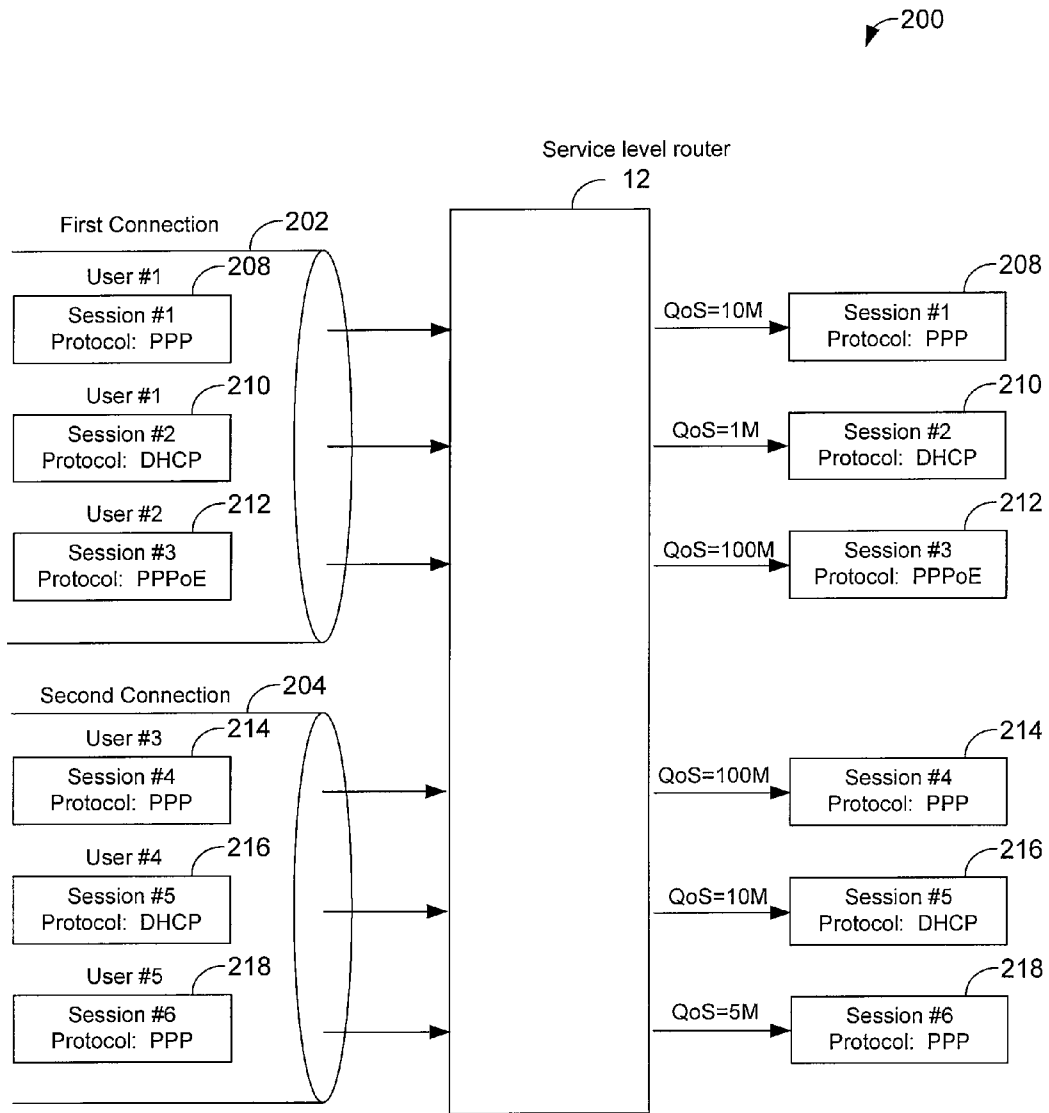 200
Service level router
12
First Connection
202
User #1
208
Session #1
Protocol: PPP
User #1
210
Session #2
Protocol: DHCP
User #2
212
Session #3
Protocol: PPPoE
QoS=10M
208
Session #1
Protocol: PPP
QoS=1M
210
Session #2
Protocol: DHCP
QoS=100M
212
Session #3
Protocol: PPPoE
Second Connection
204
User #3
214
Session #4
Protocol: PPP
User #4
216
Session #5
Protocol: DHCP
User #5
218
Session #6
Protocol: PPP
QoS=100M
214
Session #4
Protocol: PPP
QoS=10M
216
Session #5
Protocol: DHCP
QoS=5M
218
Session #6
Protocol: PPP